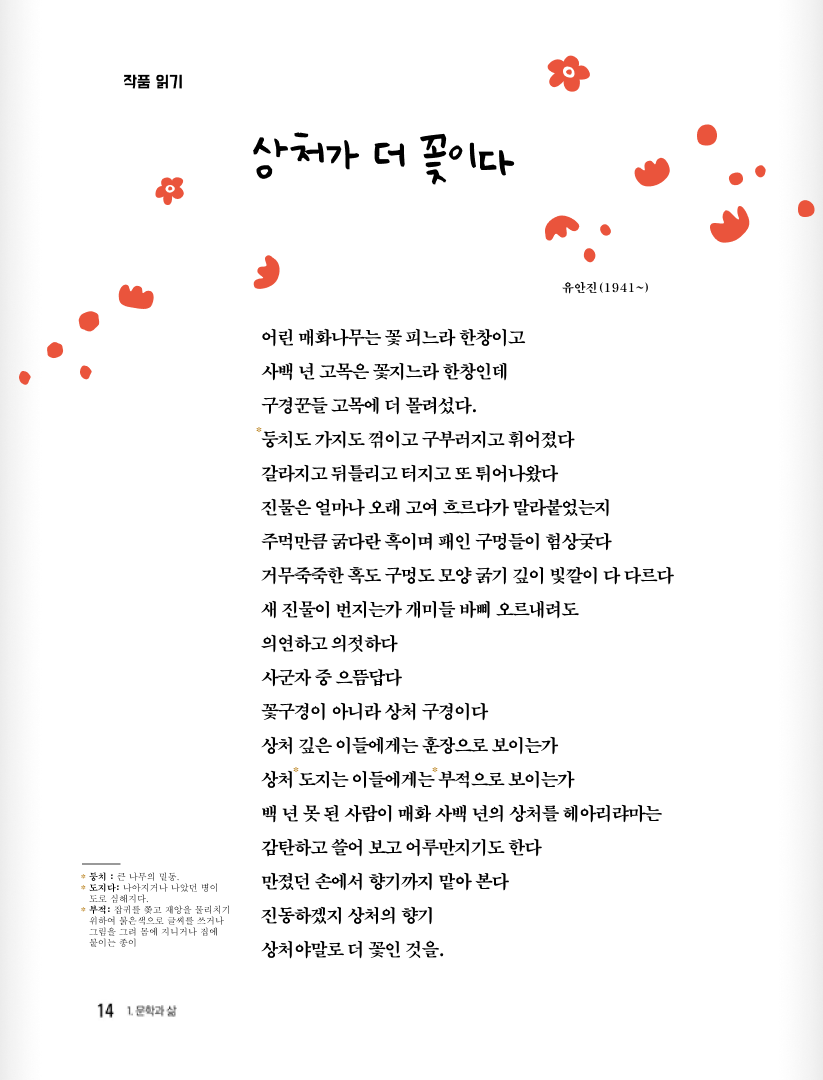 작품 읽기
상처가 더 꽃이다
유안진(1941~)
어린 매화나무는 꽃 피느라 한창이고
사백 년 고목은 꽃지느라 한창인데
구경꾼들 고목에 더 몰려섰다.
*둥치도 가지도 꺾이고 구부러지고 휘어졌다
갈라지고 뒤틀리고 터지고 또 튀어나왔다
진물은 얼마나 오래 고여 흐르다가 말라붙었는지
주먹만큼 굵다란 혹이며 패인 구멍들이 험상궂다
거무죽죽한 혹도 구멍도 모양 굵기 깊이 빛깔이 다 다르다
새 진물이 번지는가 개미들 바삐 오르내려도
의연하고 의젓하다
사군자 중 으뜸답다
꽃구경이 아니라 상처 구경이다
상처 깊은 이들에게는 훈장으로 보이는가
상처 *도지는 이들에게는 *부적으로 보이는가
백 년 못 된 사람이 매화 사백 년의 상처를 헤아리랴마는
감탄하고 쓸어 보고 어루만지기도 한다
만졌던 손에서 향기까지 맡아 본다
진동하겠지 상처의 향기
상처야말로 더 꽃인 것을.
* 둥치 : 큰 나무의 밑동.
* 도지다: 나아지거나 나았던 병이
도로 심해지다.
* 부적: 잡귀를 쫓고 재앙을 물리치기
위하여 붉은색으로 글씨를 쓰거나
그림을 그려 몸에 지니거나 집에
붙이는 종이
14 1. 문학과 삶